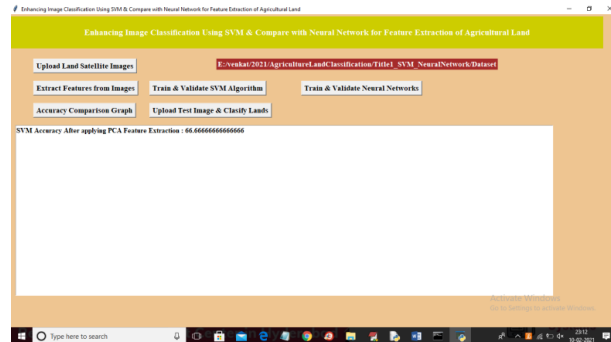 Enhancing Image Classification Using SVM & Compare with Neural Network for Feature Extraction of Agricultural Land
Enhancing Image Classification Using SVM & Compare with Neural Network for Feature Extraction of Agricultural Land
Upload Land Satellite Images
E:/venkat/2021/AgricultureLandClassification/Title1_SVM_NeuralNetwork/Dataset
Extract Features from Images
Train & Validate SVM Algorithm
Train & Validate Neural Networks
Accuracy Comparison Graph
Upload Test Image & Clasify Lands
SVM Accuracy After applying PCA Feature Extraction : 66.66666666666666
Activate Windows
Go to Settings to activate Windows.
Type here to search
23:12
10-02-2021